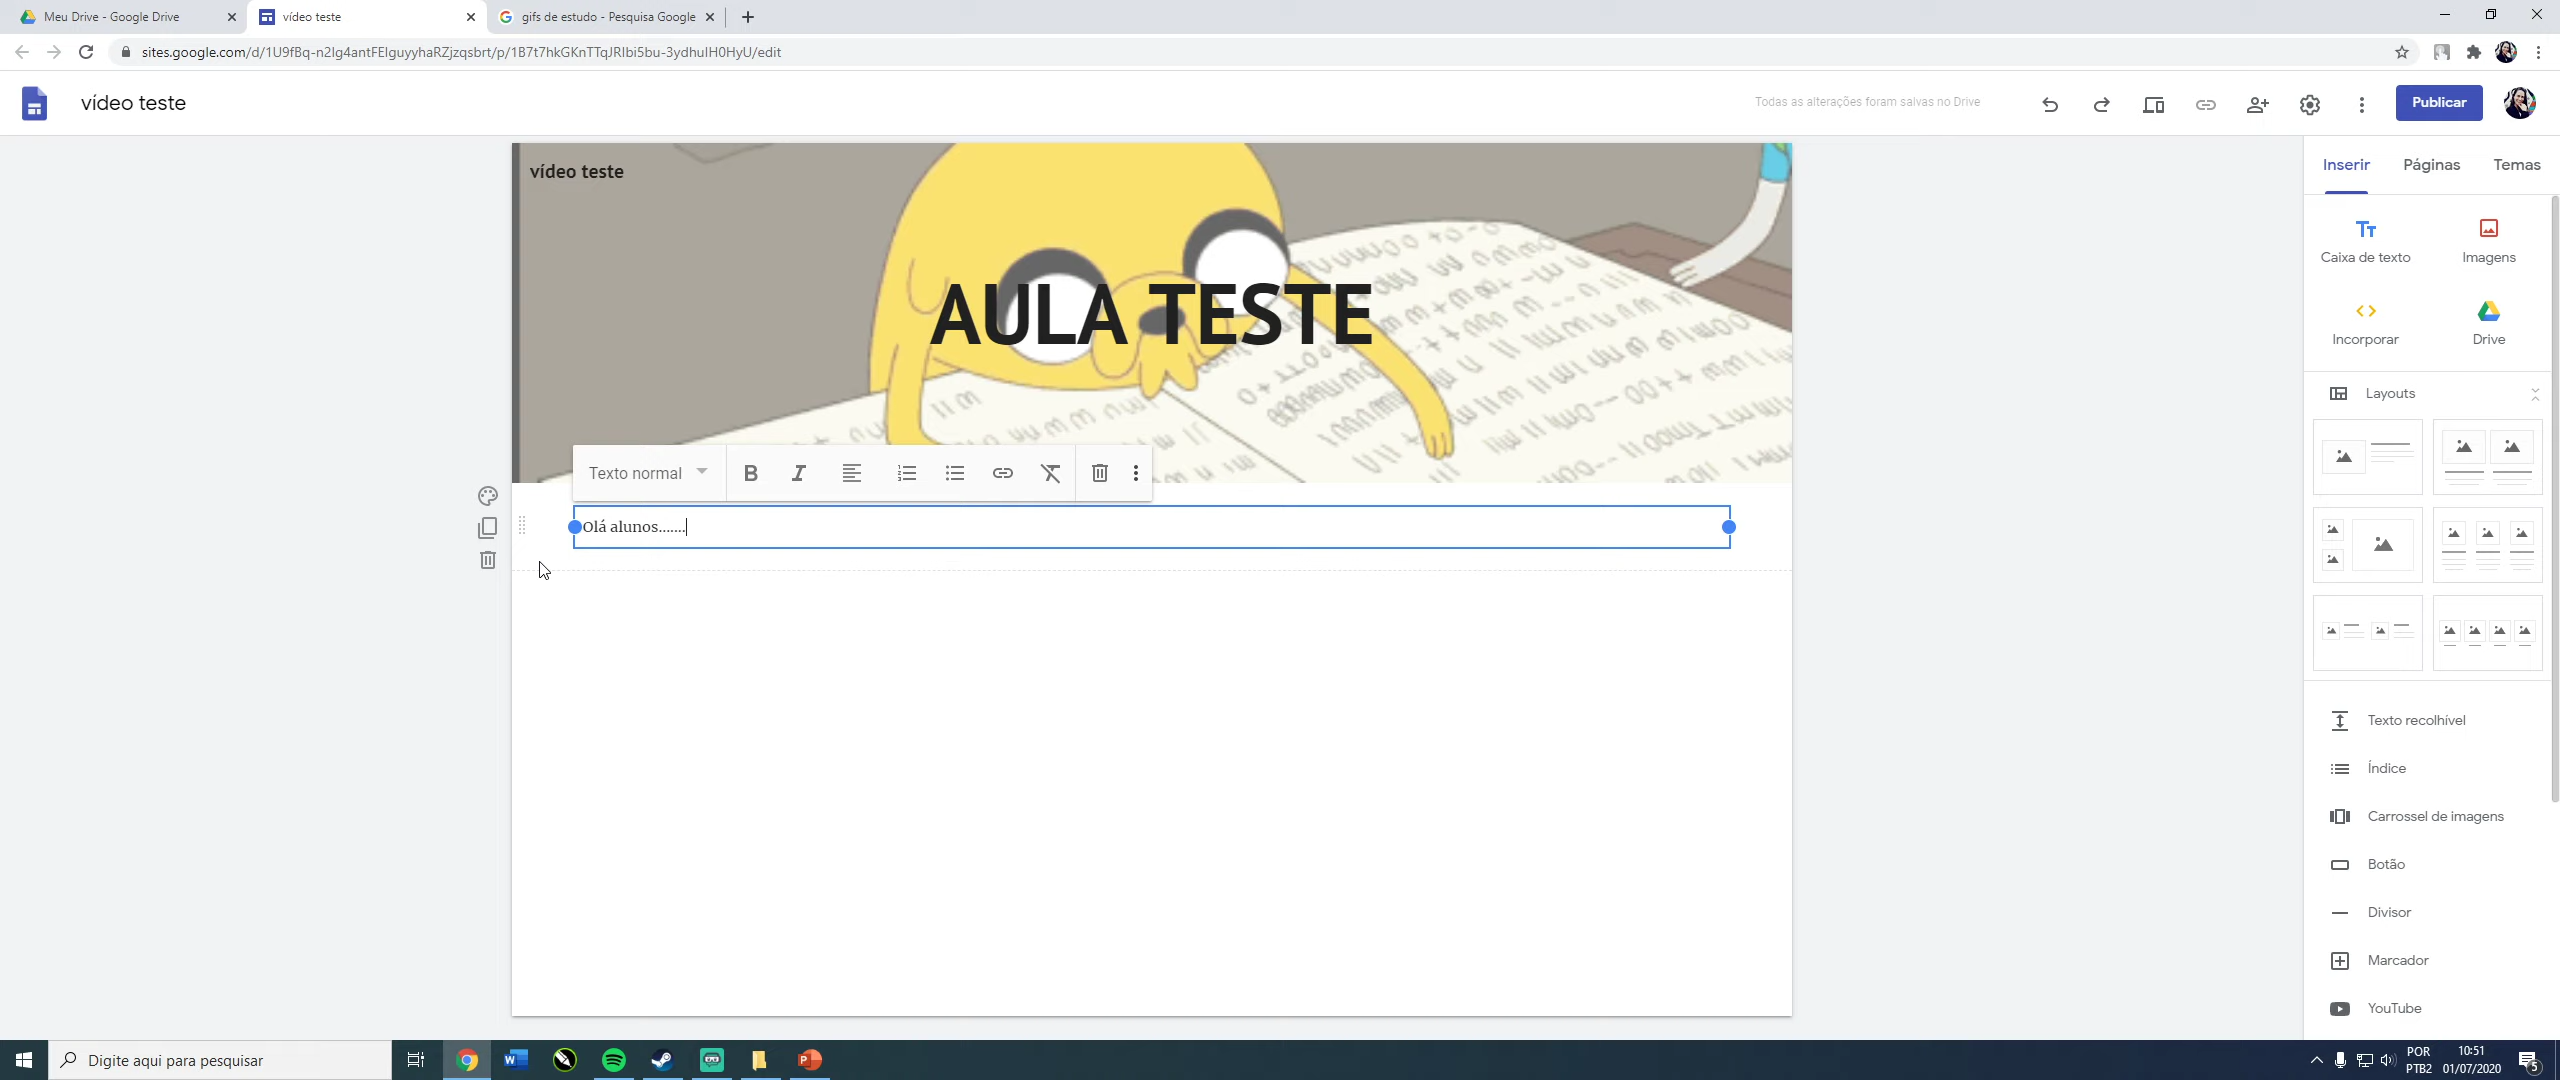 Meu Drive - Google Drive
vídeo teste
gifs de estudo - Pesquisa Google
sites.google.com/d/1U9fBq-n2lg4antFElguyyhaRZjzqsbrt/p/1B7t7hkGKnTTqJRlbi5bu-3ydhulH0HyU/edit
vídeo teste
Todas as alterações foram salvas no Drive
Publicar
vídeo teste
AULA TESTE
Texto normal
Olá alunos.......
Inserir
Páginas
Temas
Caixa de texto
Imagens
Incorporar
Drive
Layouts
Texto recolhível
Índice
Carrossel de imagens
Botão
Divisor
Marcador
YouTube
Digite aqui para pesquisar
POR
PTB2
10:51
01/07/2020
5